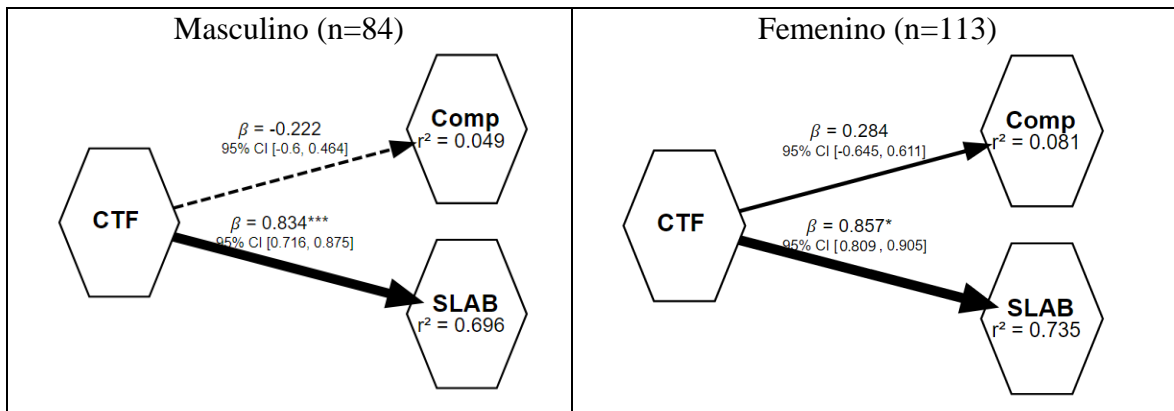 Masculino (n=84)
CTF
β = -0.222
95% CI [-0.6, 0.464]
Comp
r² = 0.049
β = 0.834***
95% CI [0.716, 0.875]
SLAB
r² = 0.696
Femenino (n=113)
CTF
β = 0.284
95% CI [-0.645, 0.611]
Comp
r² = 0.081
β = 0.857*
95% CI [0.809 , 0.905]
SLAB
r² = 0.735